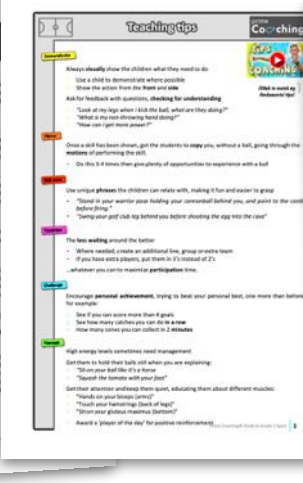 Teaching tips
prime
Coaching
TIPS
COACHING
(Click to watch my
fundamental tips)
Demonstration
Always visually show the children what they need to do
Use a child to demonstrate where possible
Show the action from the front and side
Ask for feedback with questions, checking for understanding
"Look at my legs when I kick the ball, what are they doing?"
"What is my non-throwing hand doing?"
"How can I get more power?"
Once a skill has been shown, get the students to copy you, without a ball, going through the
motions of performing the skill.
Do this 3-4 times then give plenty of opportunities to experience with a ball
Use unique phrases the children can relate with, making it fun and easier to grasp
"Stand in your warrior pose holding your cannonball behind you, and point to the castle
before firing."
"Swing your golf club leg behind you before shooting the egg into the cave"
The less waiting around the better
Where needed, create an additional line, group or extra team
If you have extra players, put them in 3's instead of 2's
...whatever you can to maximize participation time.
Challenge
Encourage personal achievement, trying to beat your personal best, one more than before
for example:
See if you can score more than 4 goals
See how many catches you can do in a row
How many cones you can collect in 2 minutes
High energy levels sometimes need management
Get them to hold their balls still when you are explaining:
"Sit on your ball like it's a horse
"Squash the tomato with your foot"
Get their attention and keep them quiet, educating them about different muscles:
"Hands on your biceps (arms)"
"Touch your hamstrings (back of legs)"
"Sit on your gluteus maximus (bottom)"
Award a 'player of the day' for positive reinforcement